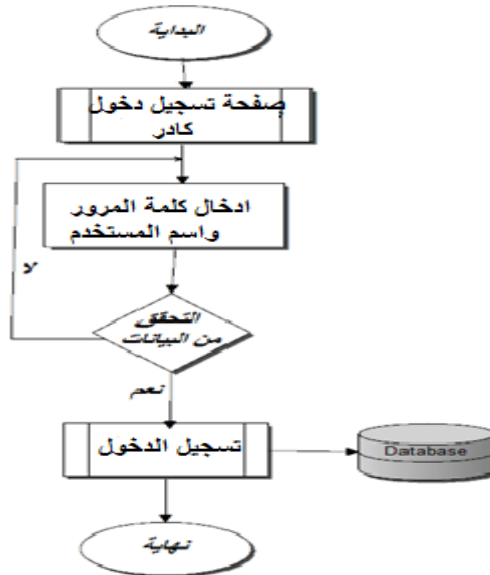 البداية
صفحة تسجيل دخول
كادر
ادخال كلمة المرور
واسم المستخدم
لا
التحقق
من البيانات
نعم
تسجيل الدخول
Database
نهاية